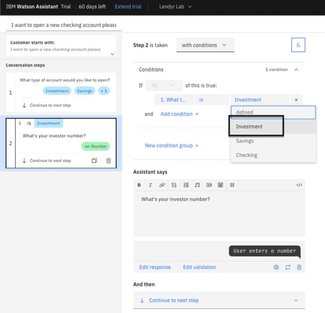 IBM Watson Assistant Trial 60 days left Extend trial Lendyr Lab
I want to open a new checking account please
Customer starts with:
I want to open a new checking account please
Conversation steps
1
What type of account would you like to open?
Investment Savings +1
Continue to next step
2
1 is Investment
What's your investor number?
Number
Continue to next step
Step 2 is taken with conditions
Conditions
1 condition
If All of this is true:
1. What t... is Investment
and Add condition +
defined
Investment
Savings
Checking
New condition group +
Assistant says
What's your investor number?
User enters a number
Edit response Edit validation
And then
Continue to next step